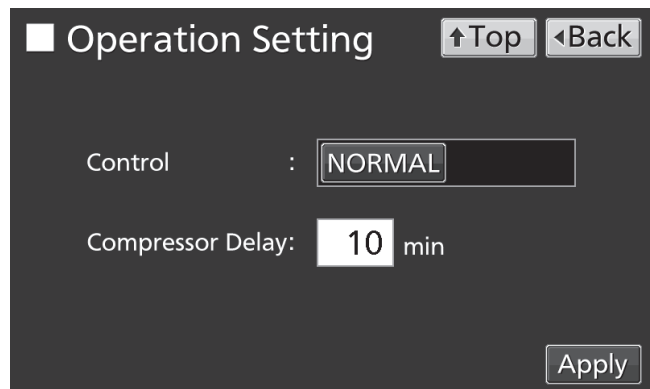 Operation Setting
Top
Back
Control : NORMAL
Compressor Delay: 10 min
Apply